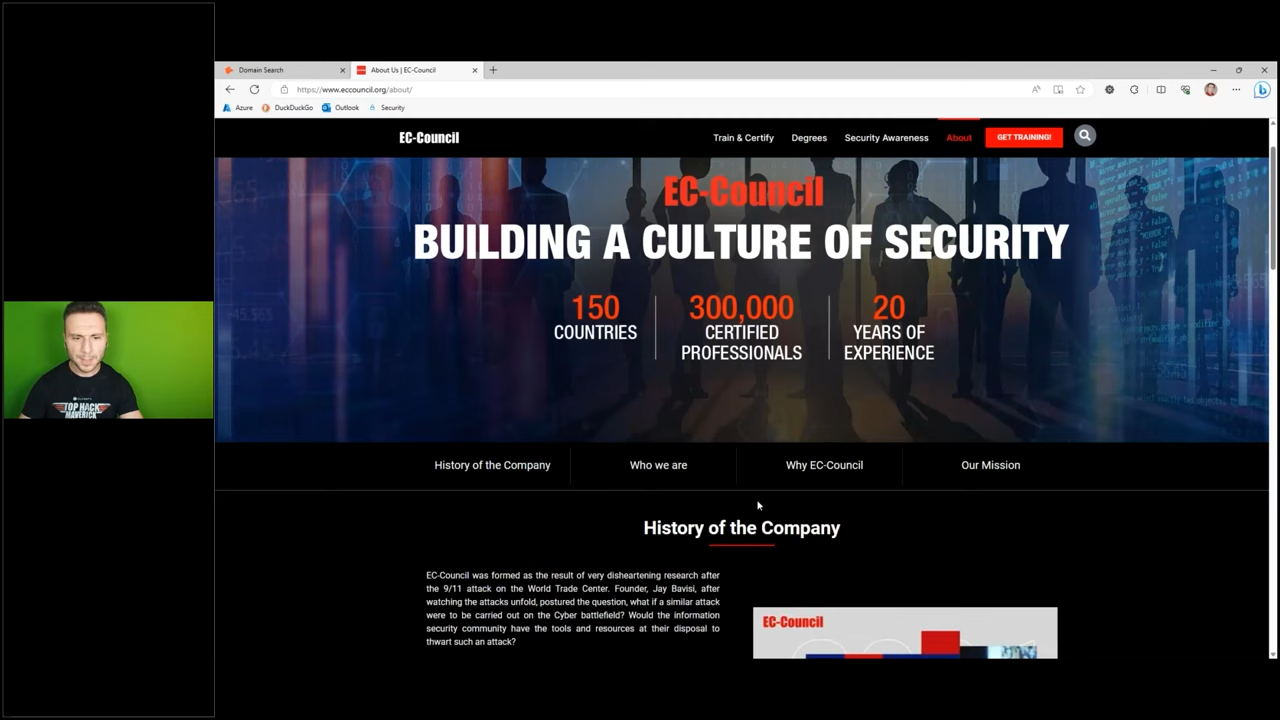 Domain Search
About Us | EC-Council
https://www.eccouncil.org/about/
Azure
DuckDuckGo
Outlook
Security
EC-Council
Train & Certify
Degrees
Security Awareness
About
GET TRAINING!
EC-Council
BUILDING A CULTURE OF SECURITY
150
COUNTRIES
300,000
CERTIFIED
PROFESSIONALS
20
YEARS OF
EXPERIENCE
History of the Company
Who we are
Why EC-Council
Our Mission
History of the Company
EC-Council was formed as the result of very disheartening research after
the 9/11 attack on the World Trade Center. Founder, Jay Bavisi, after
watching the attacks unfold, postured the question, what if a similar attack
were to be carried out on the Cyber battlefield? Would the information
security community have the tools and resources at their disposal to
thwart such an attack?
EC-Council
TOP HACK
MAVERICK